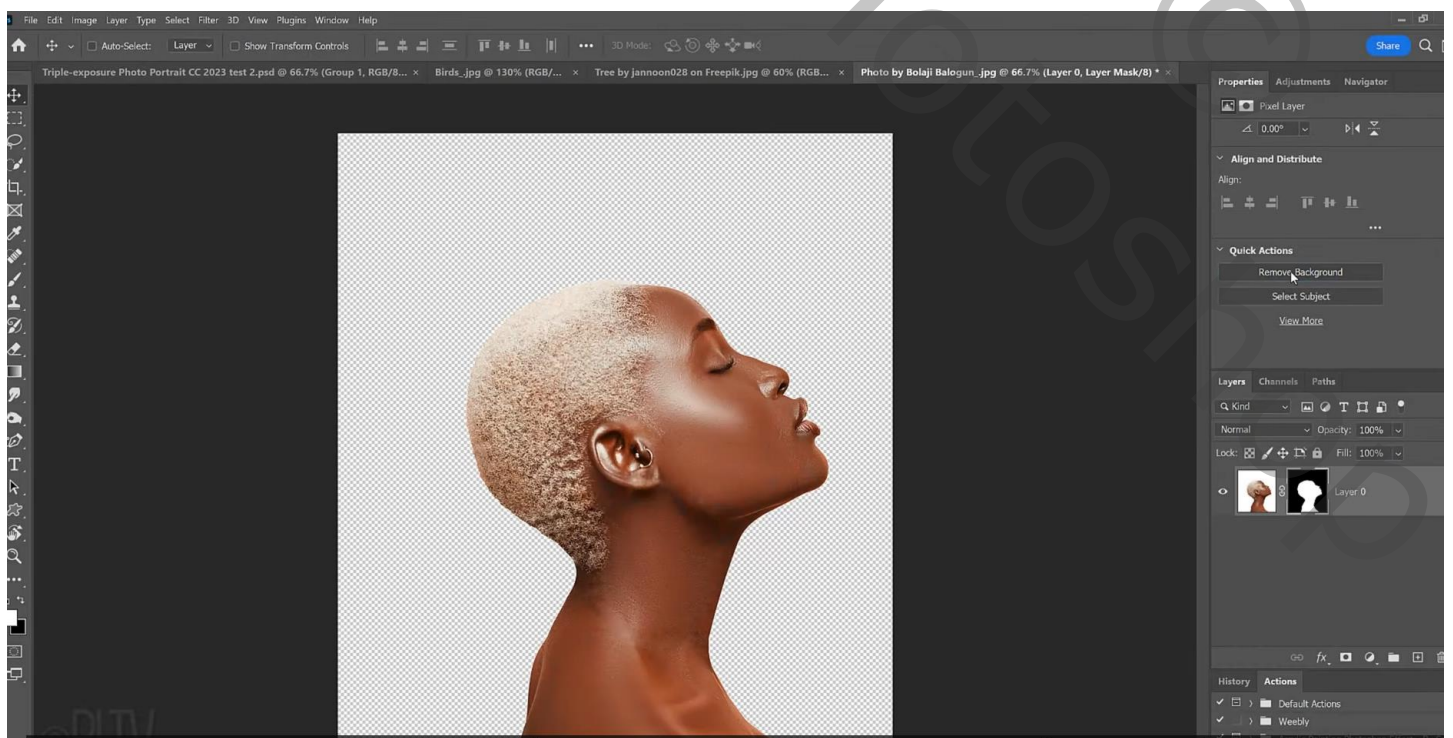 File Edit Image Layer Type Select Filter 3D View Plugins Window Help
Auto-Select: Layer Show Transform Controls 3D Mode: Share
Triple-exposure Photo Portrait CC 2023 test 2.psd @ 66.7% (Group 1, RGB/8... × Birds_.jpg @ 130% (RGB/... × Tree by jannoon028 on Freepik.jpg @ 60% (RGB... × Photo by Bolaji Balogun_.jpg @ 66.7% (Layer 0, Layer Mask/8) * ×
Properties Adjustments Navigator
Pixel Layer
0.00°
Align and Distribute
Align:
Quick Actions
Remove Background
Select Subject
View More
Layers Channels Paths
Kind
Normal Opacity: 100%
Lock: Fill: 100%
Layer 0
fx
History Actions
Default Actions
Weebly